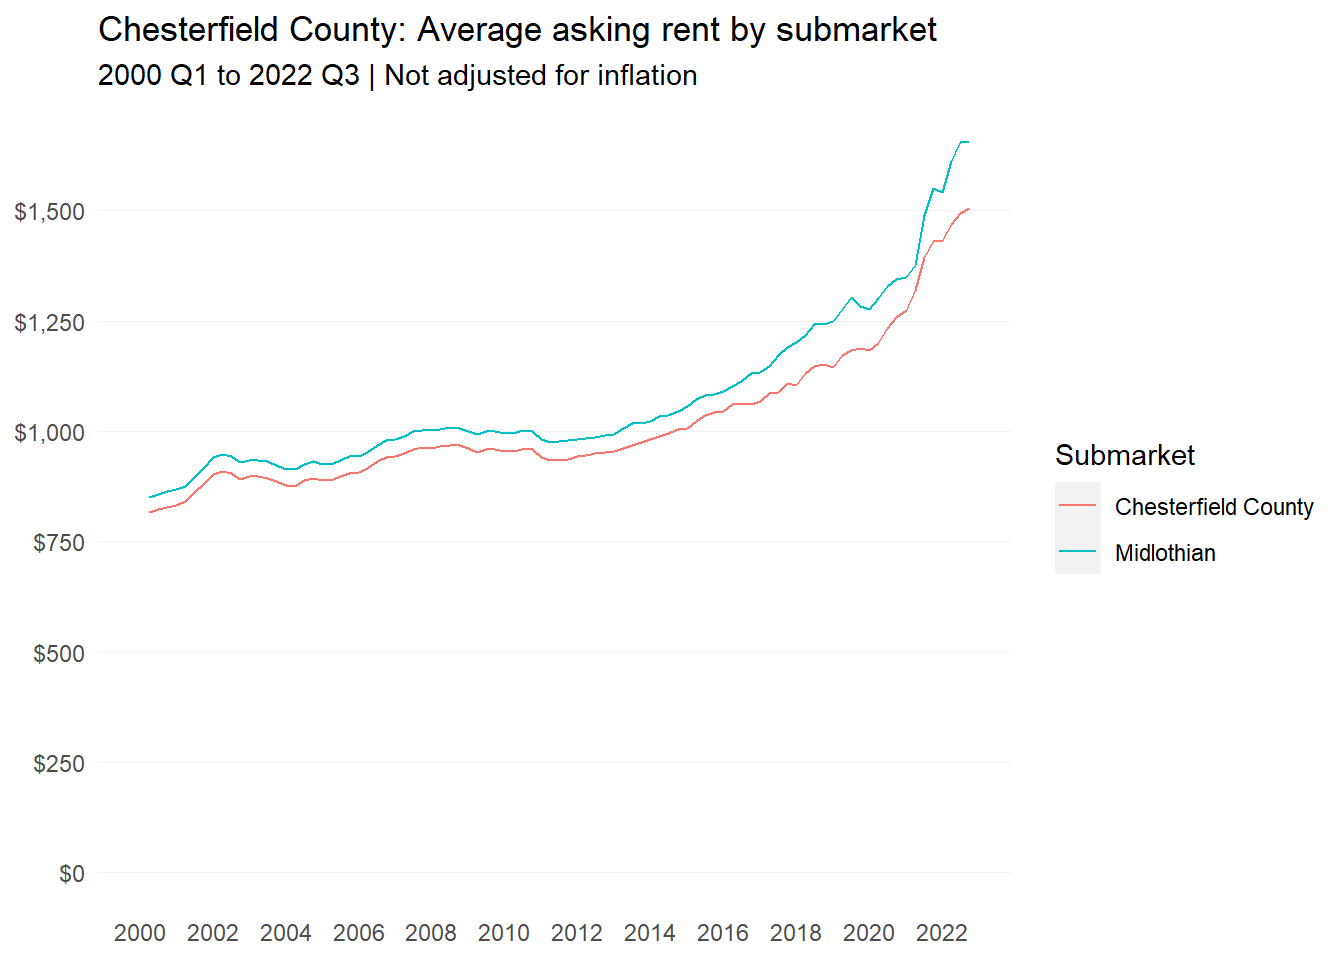 Chesterfield County: Average asking rent by submarket
2000 Q1 to 2022 Q3 | Not adjusted for inflation
$1,500
$1,250
$1,000
$750
$500
$250
$0
2000 2002 2004 2006 2008 2010 2012 2014 2016 2018 2020 2022
Submarket
Chesterfield County
Midlothian